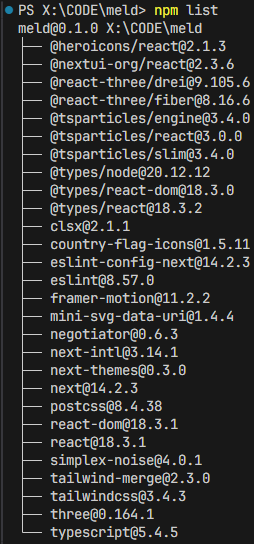 PS X:\CODE\meld> npm list
meld@0.1.0 X:\CODE\meld
├── @heroicons/react@2.1.3
├── @nextui-org/react@2.3.6
├── @react-three/drei@9.105.6
├── @react-three/fiber@8.16.6
├── @tsparticles/engine@3.4.0
├── @tsparticles/react@3.0.0
├── @tsparticles/slim@3.4.0
├── @types/node@20.12.12
├── @types/react-dom@18.3.0
├── @types/react@18.3.2
├── clsx@2.1.1
├── country-flag-icons@1.5.11
├── eslint-config-next@14.2.3
├── eslint@8.57.0
├── framer-motion@11.2.2
├── mini-svg-data-uri@1.4.4
├── negotiator@0.6.3
├── next-intl@3.14.1
├── next-themes@0.3.0
├── next@14.2.3
├── postcss@8.4.38
├── react-dom@18.3.1
├── react@18.3.1
├── simplex-noise@4.0.1
├── tailwind-merge@2.3.0
├── tailwindcss@3.4.3
├── three@0.164.1
└── typescript@5.4.5